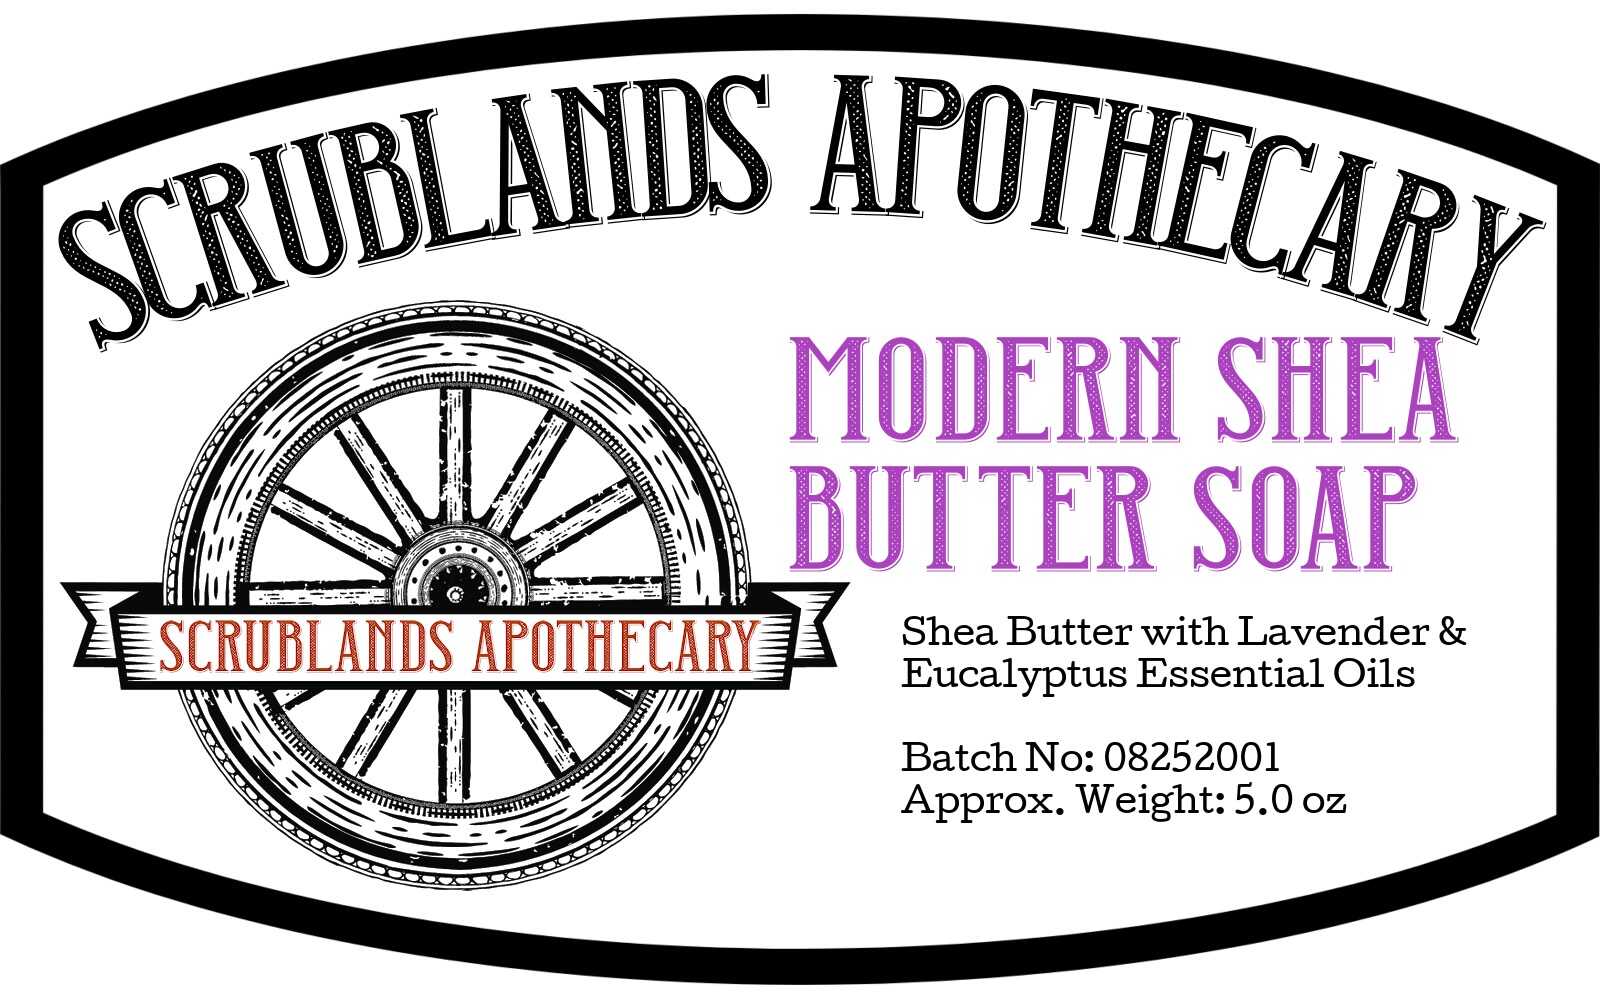 SCRUBLANDS APOTHECARY
MODERN SHEA
BUTTER SOAP
SCRUBLANDS APOTHECARY
Shea Butter with Lavender &
Eucalyptus Essential Oils
Batch No: 08252001
Approx. Weight: 5.0 oz